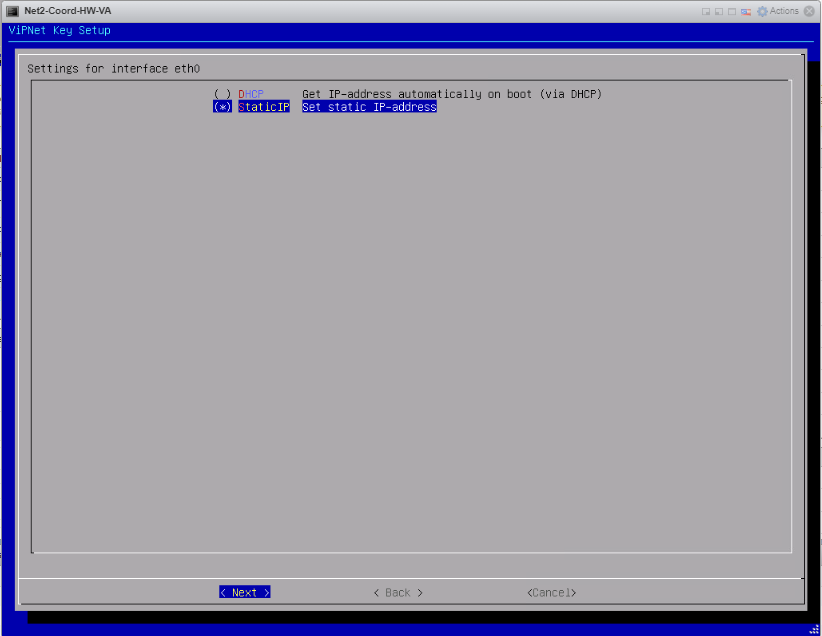 Net2-Coord-HW-VA Actions
ViPNet Key Setup
Settings for interface eth0
( ) DHCP Get IP-address automatically on boot (via DHCP)
(*) StaticIP Set static IP-address
< Next > < Back > <Cancel>